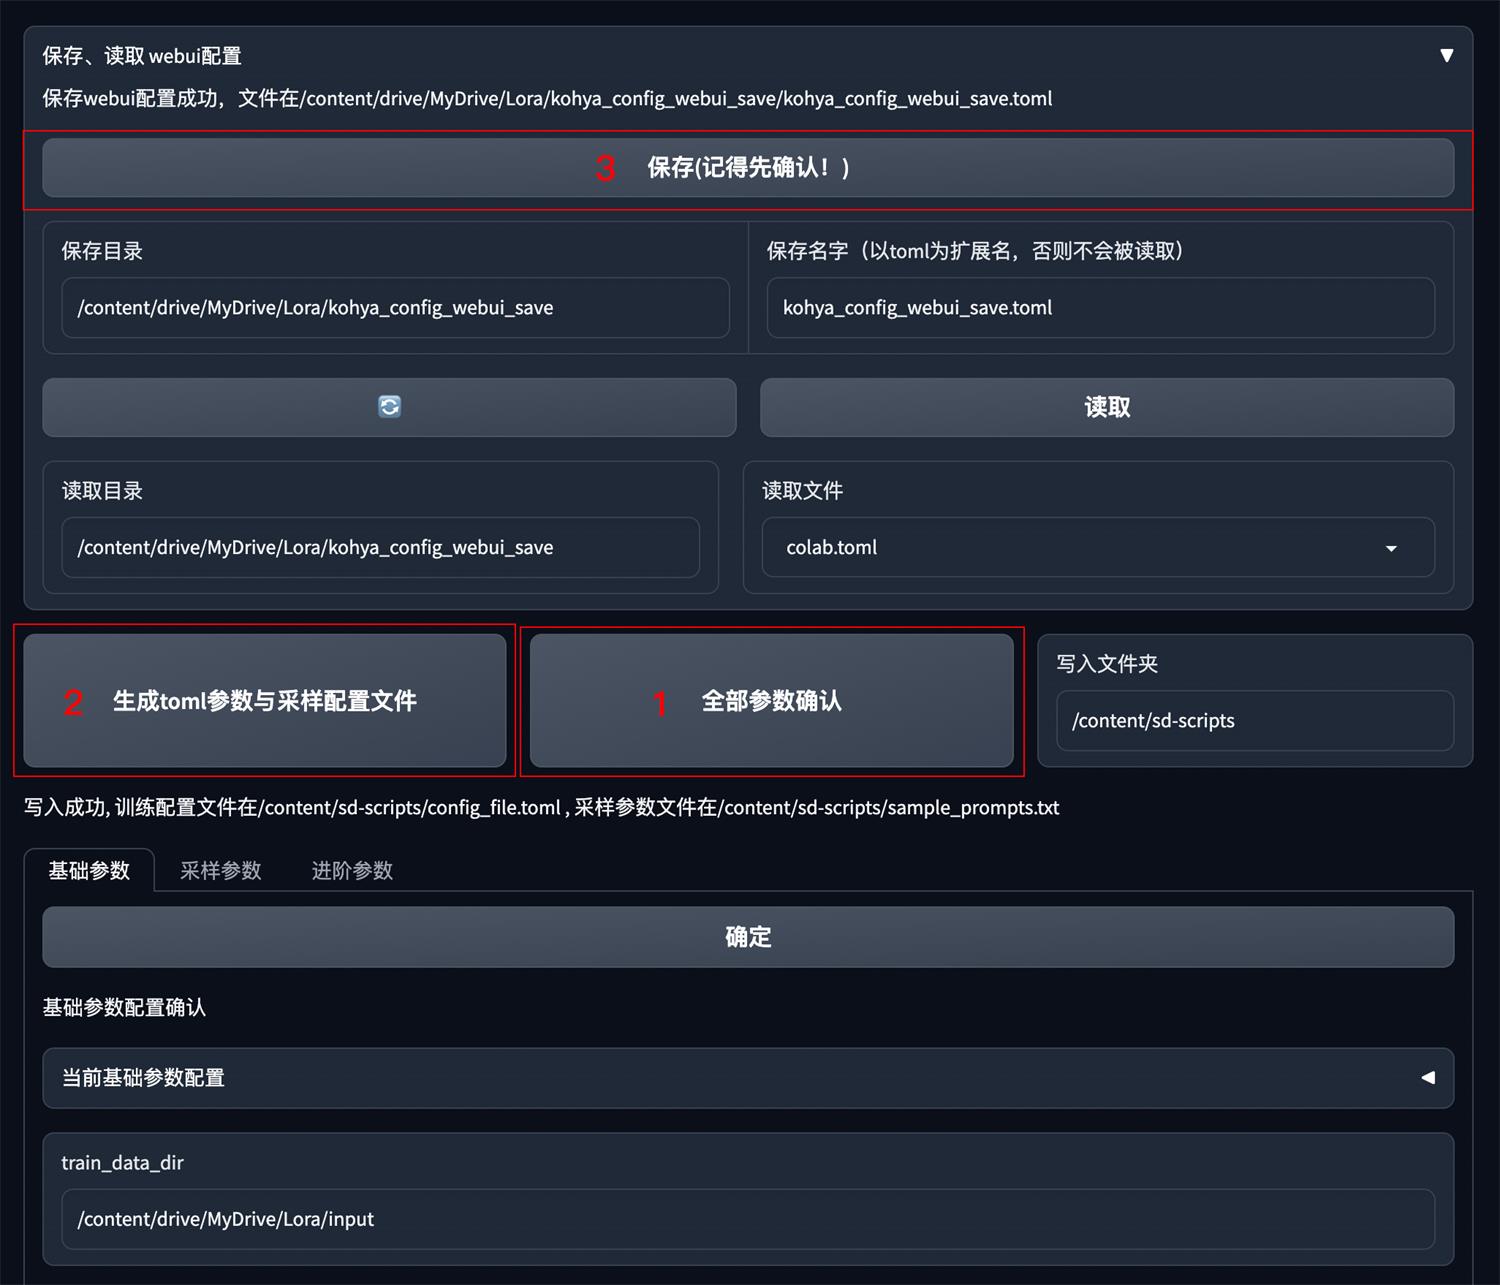 保存、读取 webui配置
保存webui配置成功，文件在/content/drive/MyDrive/Lora/kohya_config_webui_save/kohya_config_webui_save.toml
3 保存(记得先确认！)
保存目录
/content/drive/MyDrive/Lora/kohya_config_webui_save
保存名字（以toml为扩展名，否则不会被读取）
kohya_config_webui_save.toml
读取
读取目录
/content/drive/MyDrive/Lora/kohya_config_webui_save
读取文件
colab.toml
2 生成toml参数与采样配置文件
1 全部参数确认
写入文件夹
/content/sd-scripts
写入成功, 训练配置文件在/content/sd-scripts/config_file.toml , 采样参数文件在/content/sd-scripts/sample_prompts.txt
基础参数 采样参数 进阶参数
确定
基础参数配置确认
当前基础参数配置
train_data_dir
/content/drive/MyDrive/Lora/input